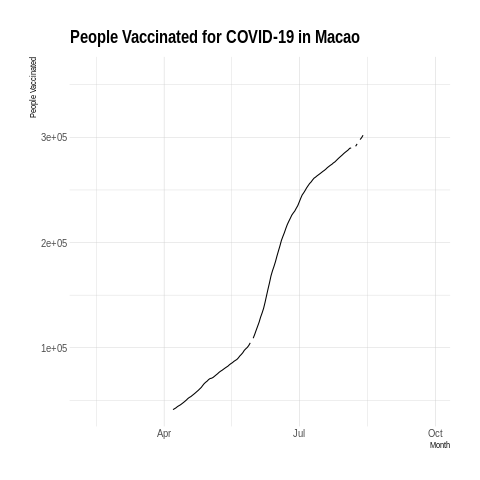 People Vaccinated for COVID-19 in Macao
People Vaccinated
3e+05
2e+05
1e+05
Apr
Jul
Oct
Month